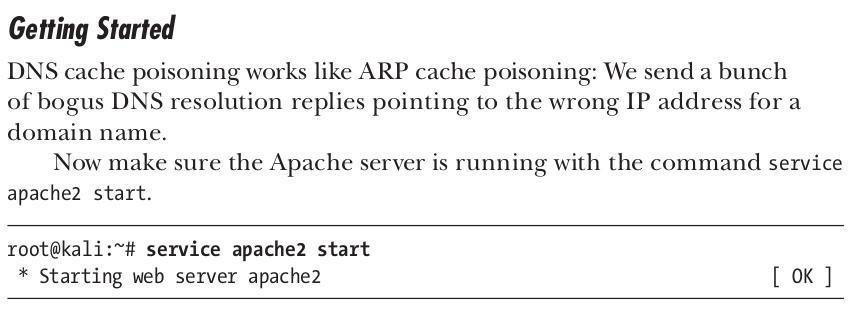 Getting Started
DNS cache poisoning works like ARP cache poisoning: We send a bunch
of bogus DNS resolution replies pointing to the wrong IP address for a
domain name.
Now make sure the Apache server is running with the command service
apache2 start.
root@kali:~# service apache2 start
* Starting web server apache2 [ OK ]